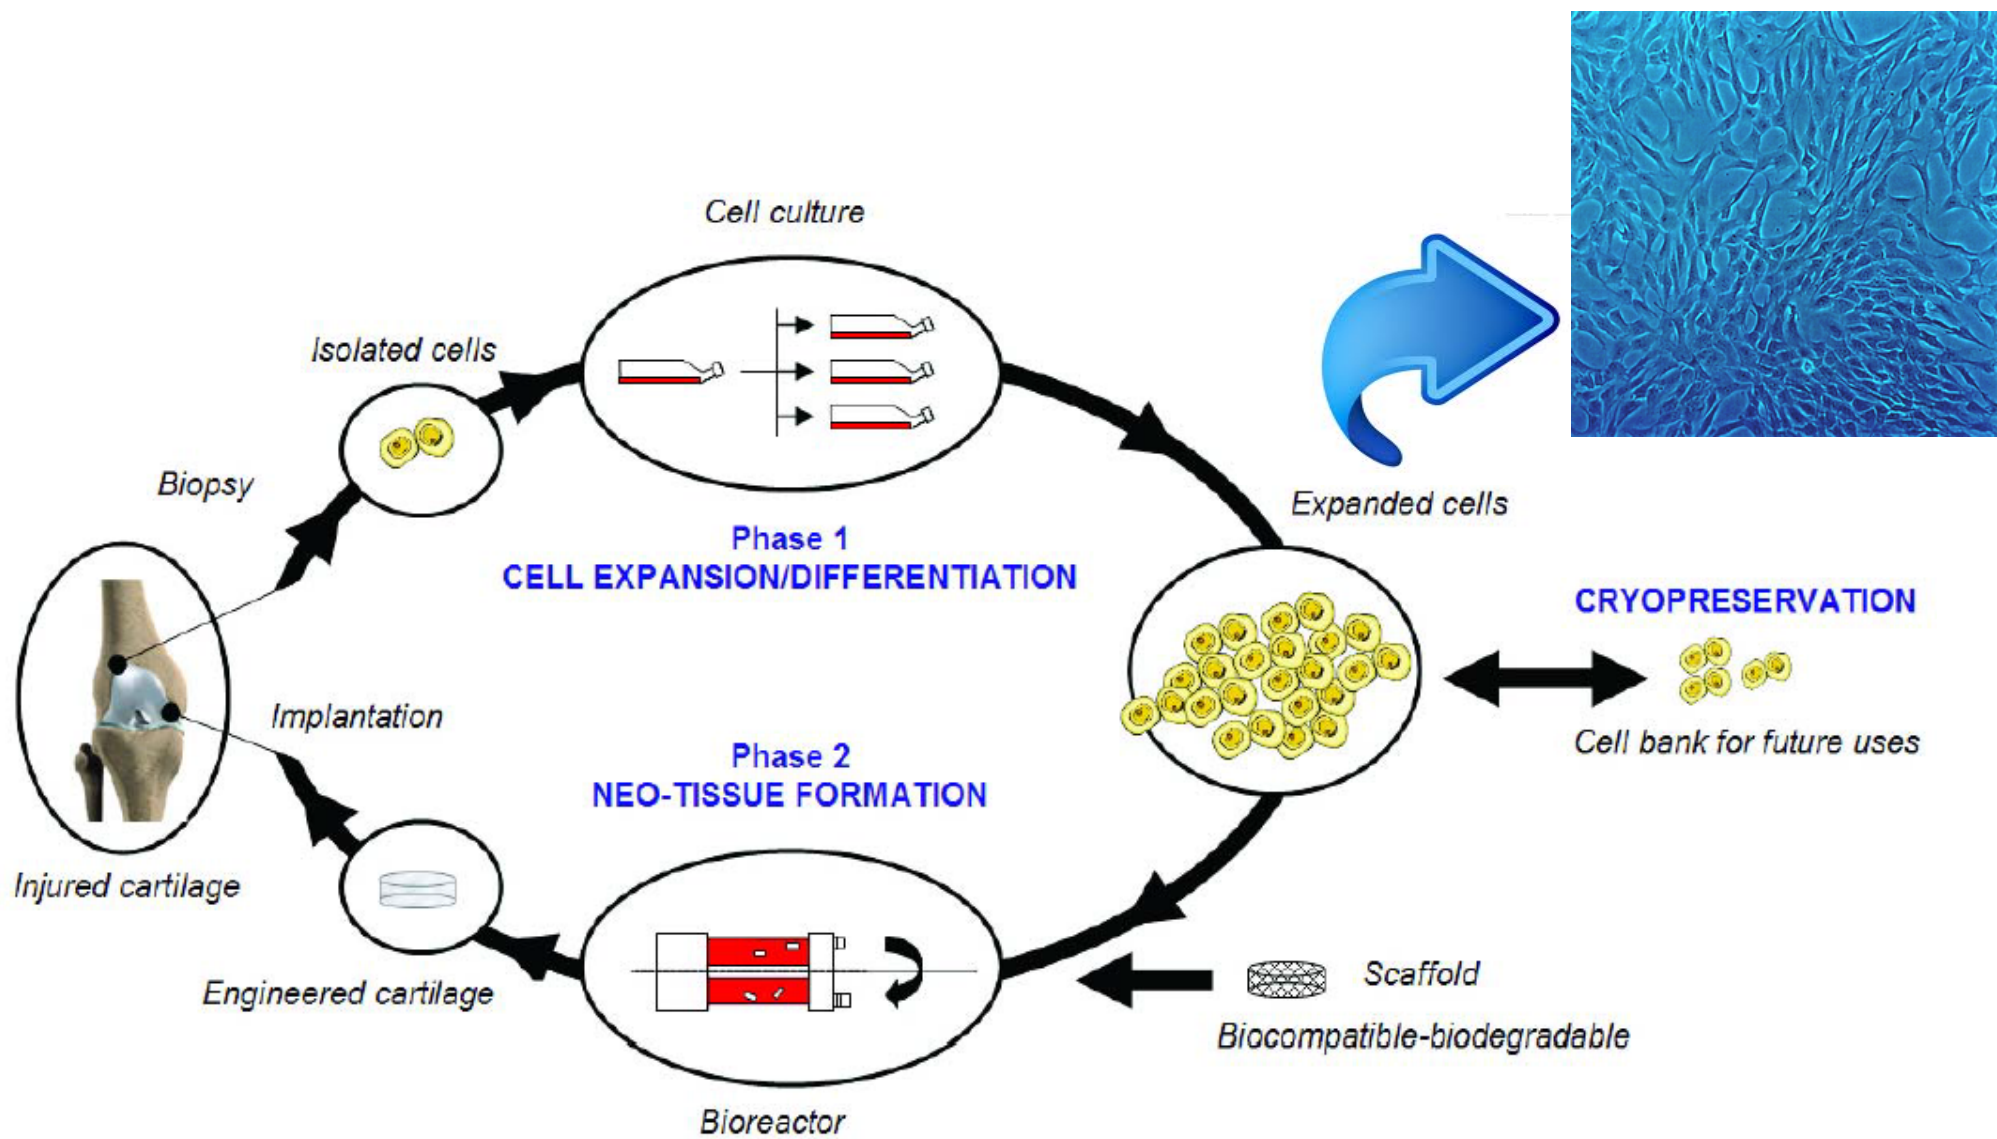 Cell culture
Isolated cells
Biopsy
Expanded cells
Phase 1
CELL EXPANSION/DIFFERENTIATION
CRYOPRESERVATION
Cell bank for future uses
Implantation
Phase 2
NEO-TISSUE FORMATION
Injured cartilage
Engineered cartilage
Scaffold
Biocompatible-biodegradable
Bioreactor